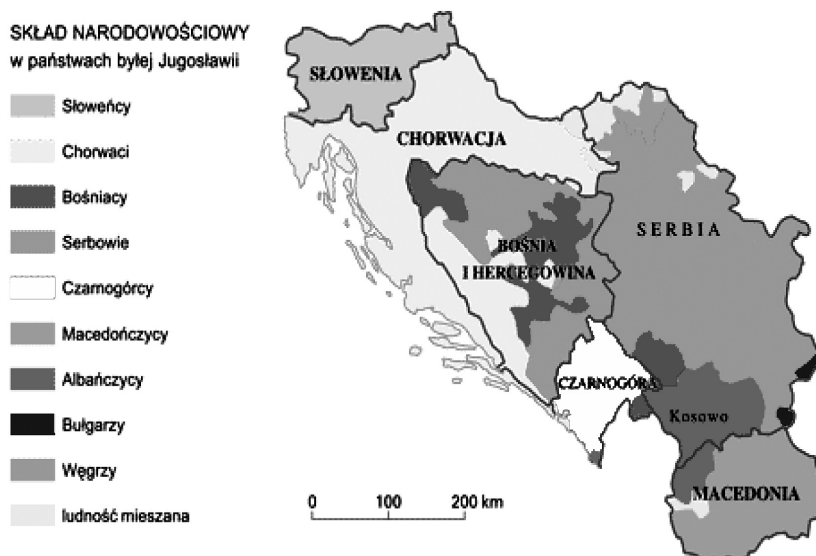 SKŁAD NARODOWOŚCIOWY
w państwach byłej Jugosławii
Słoweńcy
Chorwaci
Bośniacy
Serbowie
Czarnogórcy
Macedończycy
Albańczycy
Bułgarzy
Węgrzy
ludność mieszana
SŁOWENIA
CHORWACJA
SERBIA
BOŚNIA
I HERCEGOWINA
CZARNOGÓRA
Kosowo
MACEDONIA
0 100 200 km